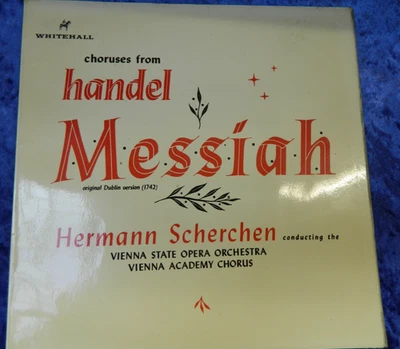 WHITEHALL
choruses from
handel
Messiah
original Dublin version (1742)
Hermann Scherchen conducting the
VIENNA STATE OPERA ORCHESTRA
VIENNA ACADEMY CHORUS